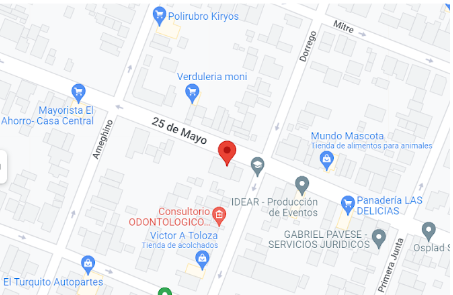 Polirubro Kiryos
Mitre
Dorrego
Verduleria moni
Mayorista El
Ahorro- Casa Central
25 de Mayo
Ameghino
Mundo Mascota
Tienda de alimentos para animales
IDEAR - Producción
de Eventos
Panadería LAS
DELICIAS
Consultorio
ODONTOLOGICO...
Victor A Toloza
Tienda de acolchados
GABRIEL PAVESE -
SERVICIOS JURIDICOS
Primera Junta
Osplad S
El Turquito Autopartes